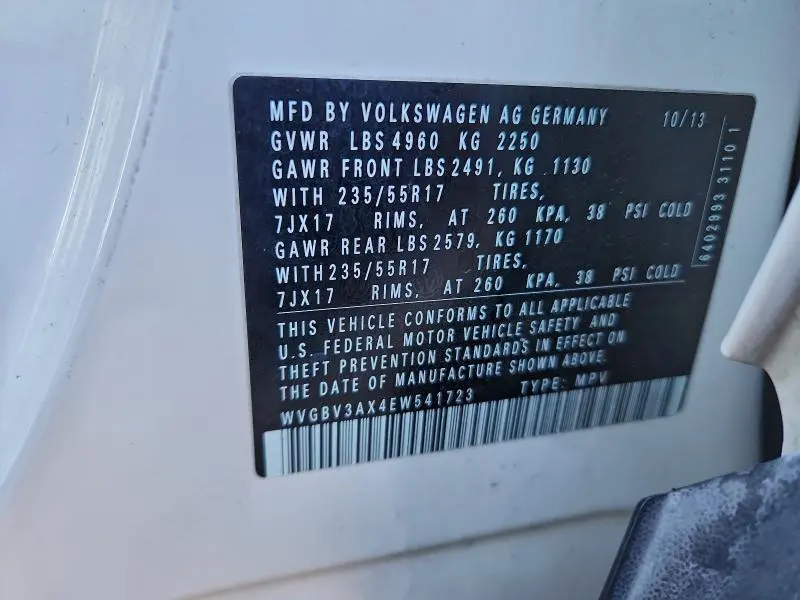 MFD BY VOLKSWAGEN AG GERMANY 10/13
GVWR LBS 4960 KG 2250
GAWR FRONT LBS 2491, KG 1130
WITH 235/55R17 TIRES,
7JX17 RIMS, AT 260 KPA, 38 PSI COLD
GAWR REAR LBS 2579, KG 1170
WITH 235/55R17 TIRES,
7JX17 RIMS, AT 260 KPA, 38 PSI COLD
THIS VEHICLE CONFORMS TO ALL APPLICABLE
U.S. FEDERAL MOTOR VEHICLE SAFETY AND
THEFT PREVENTION STANDARDS IN EFFECT ON
THE DATE OF MANUFACTURE SHOWN ABOVE.
WVGBV3AX4EW541723 TYPE: MPV
6402993 3110 1